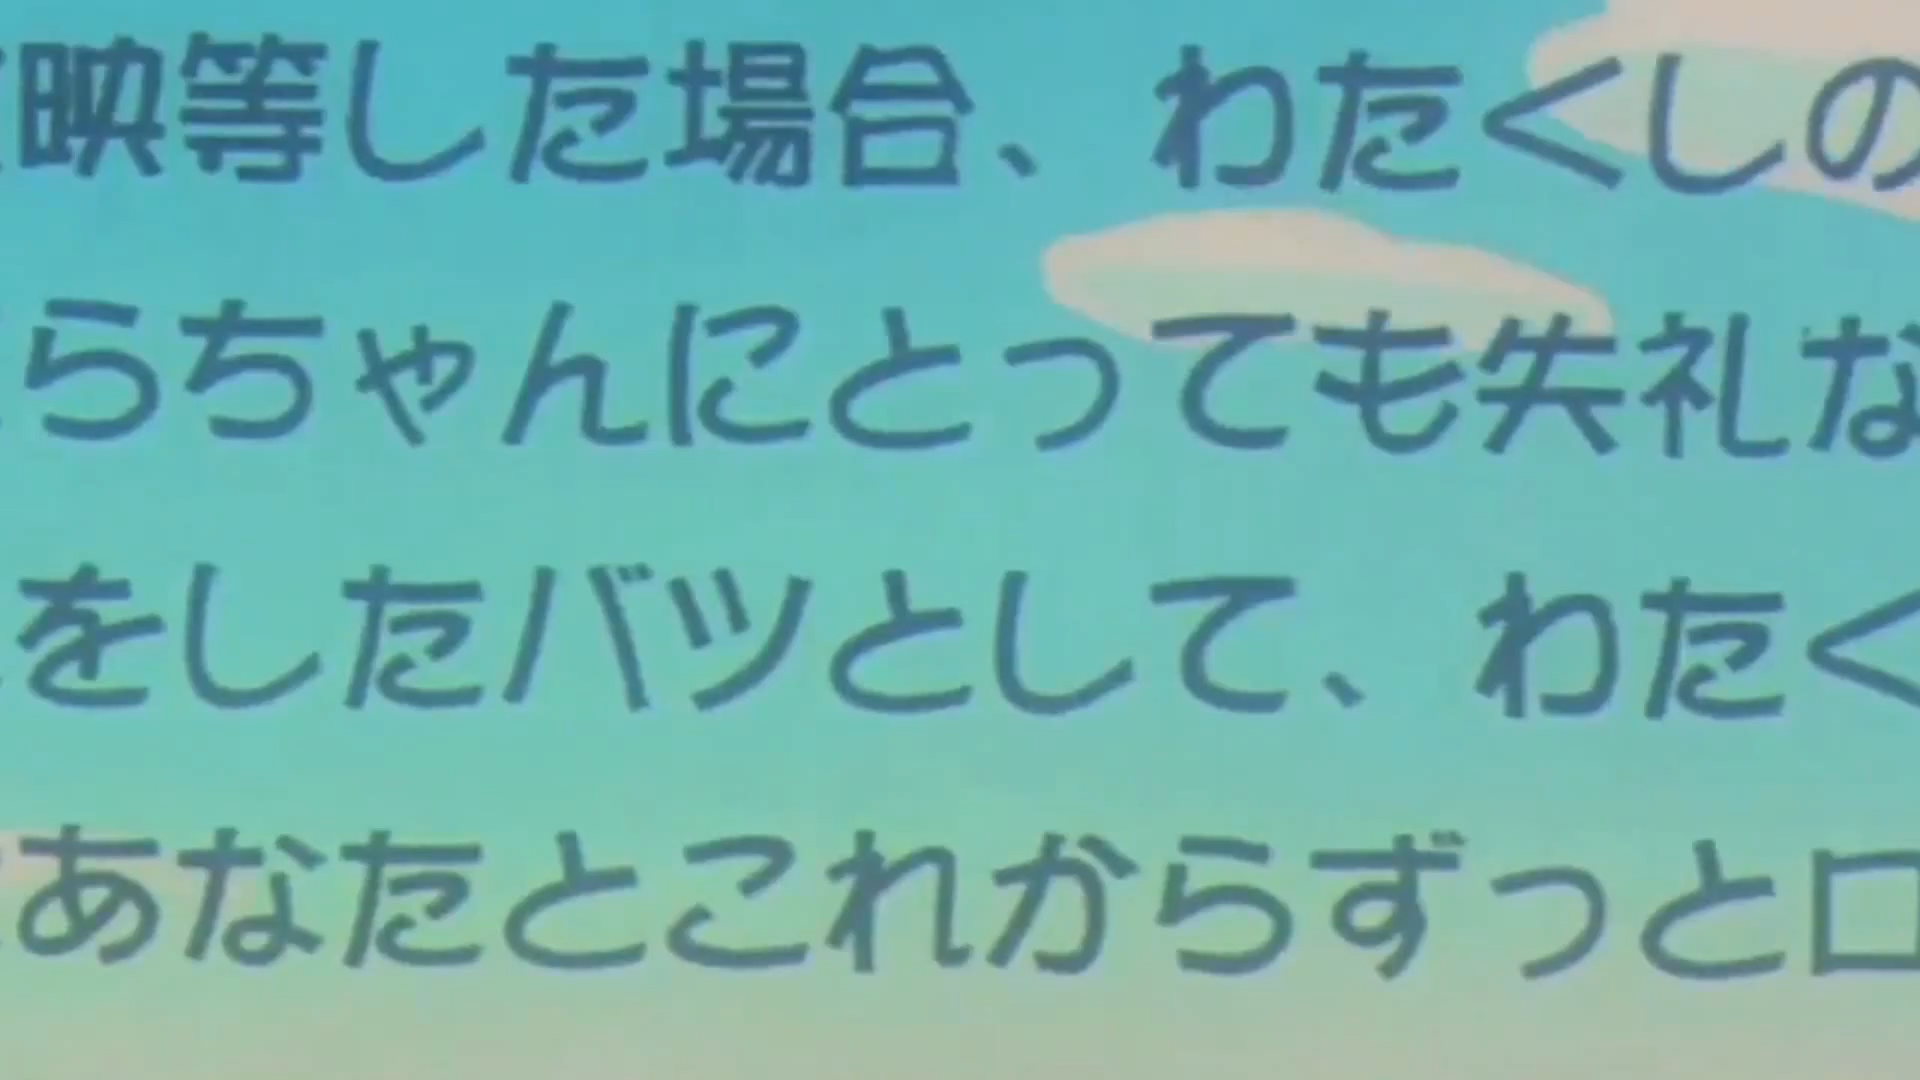 映等した場合、わたくしの
らちゃんにとっても失礼な
をしたバツとして、わたく
あなたとこれからずっと口